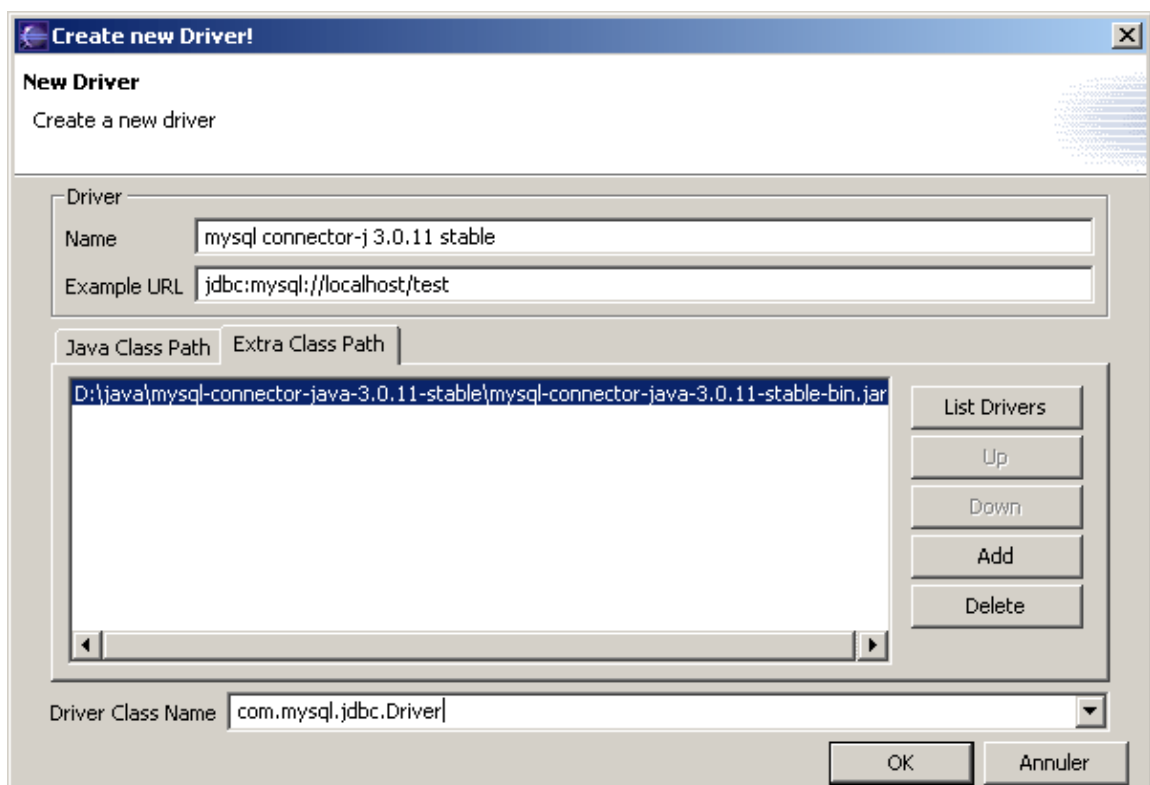 Create new Driver!
New Driver
Create a new driver
Driver
Name mysql connector-j 3.0.11 stable
Example URL jdbc:mysql://localhost/test
Java Class Path Extra Class Path
D:\java\mysql-connector-java-3.0.11-stable\mysql-connector-java-3.0.11-stable-bin.jar
List Drivers
Up
Down
Add
Delete
Driver Class Name com.mysql.jdbc.Driver
OK Annuler